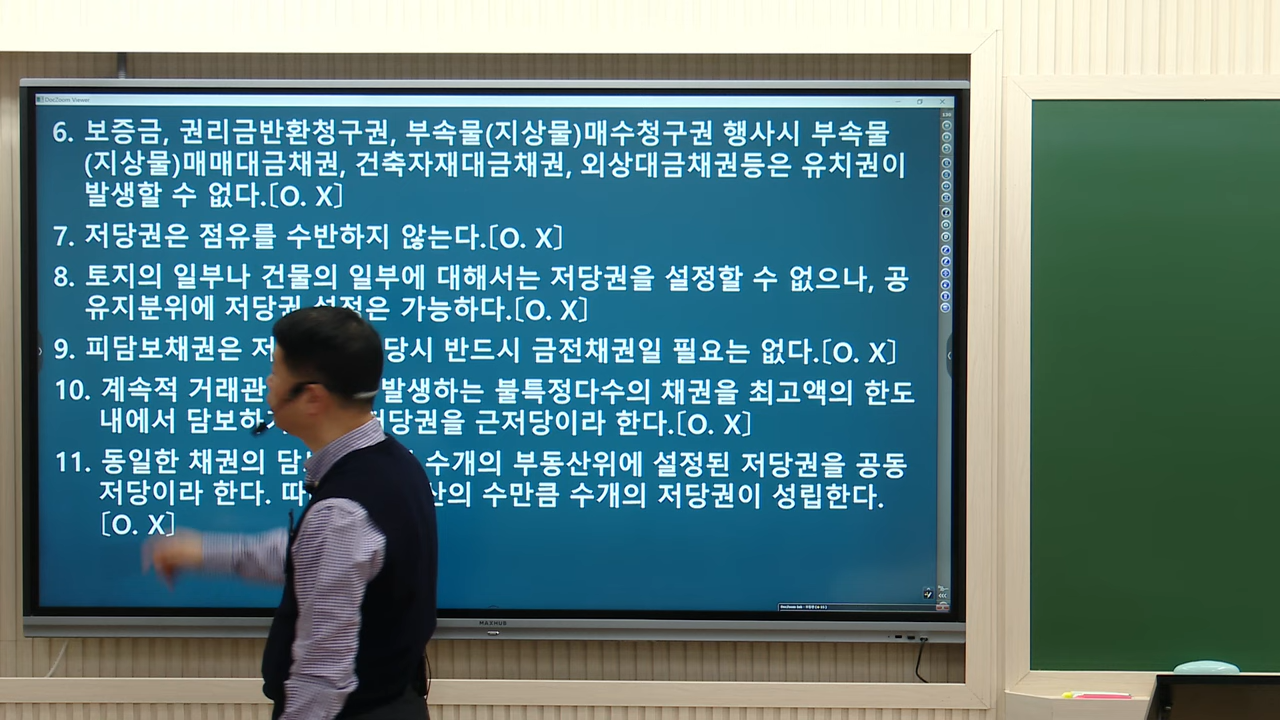 DocZoom Viewer
6. 보증금, 권리금반환청구권, 부속물(지상물)매수청구권 행사시 부속물
(지상물)매매대금채권, 건축자재대금채권, 외상대금채권등은 유치권이
발생할 수 없다.〔O. X〕
7. 저당권은 점유를 수반하지 않는다.〔O. X〕
8. 토지의 일부나 건물의 일부에 대해서는 저당권을 설정할 수 없으나, 공
유지분위에 저당권 설정은 가능하다.〔O. X〕
9. 피담보채권은 저 당시 반드시 금전채권일 필요는 없다.〔O. X〕
10. 계속적 거래관 발생하는 불특정다수의 채권을 최고액의 한도
내에서 담보하 저당권을 근저당이라 한다.〔O. X〕
11. 동일한 채권의 담보 수개의 부동산위에 설정된 저당권을 공동
저당이라 한다. 따 산의 수만큼 수개의 저당권이 성립한다.
〔O. X〕
MAXHUB